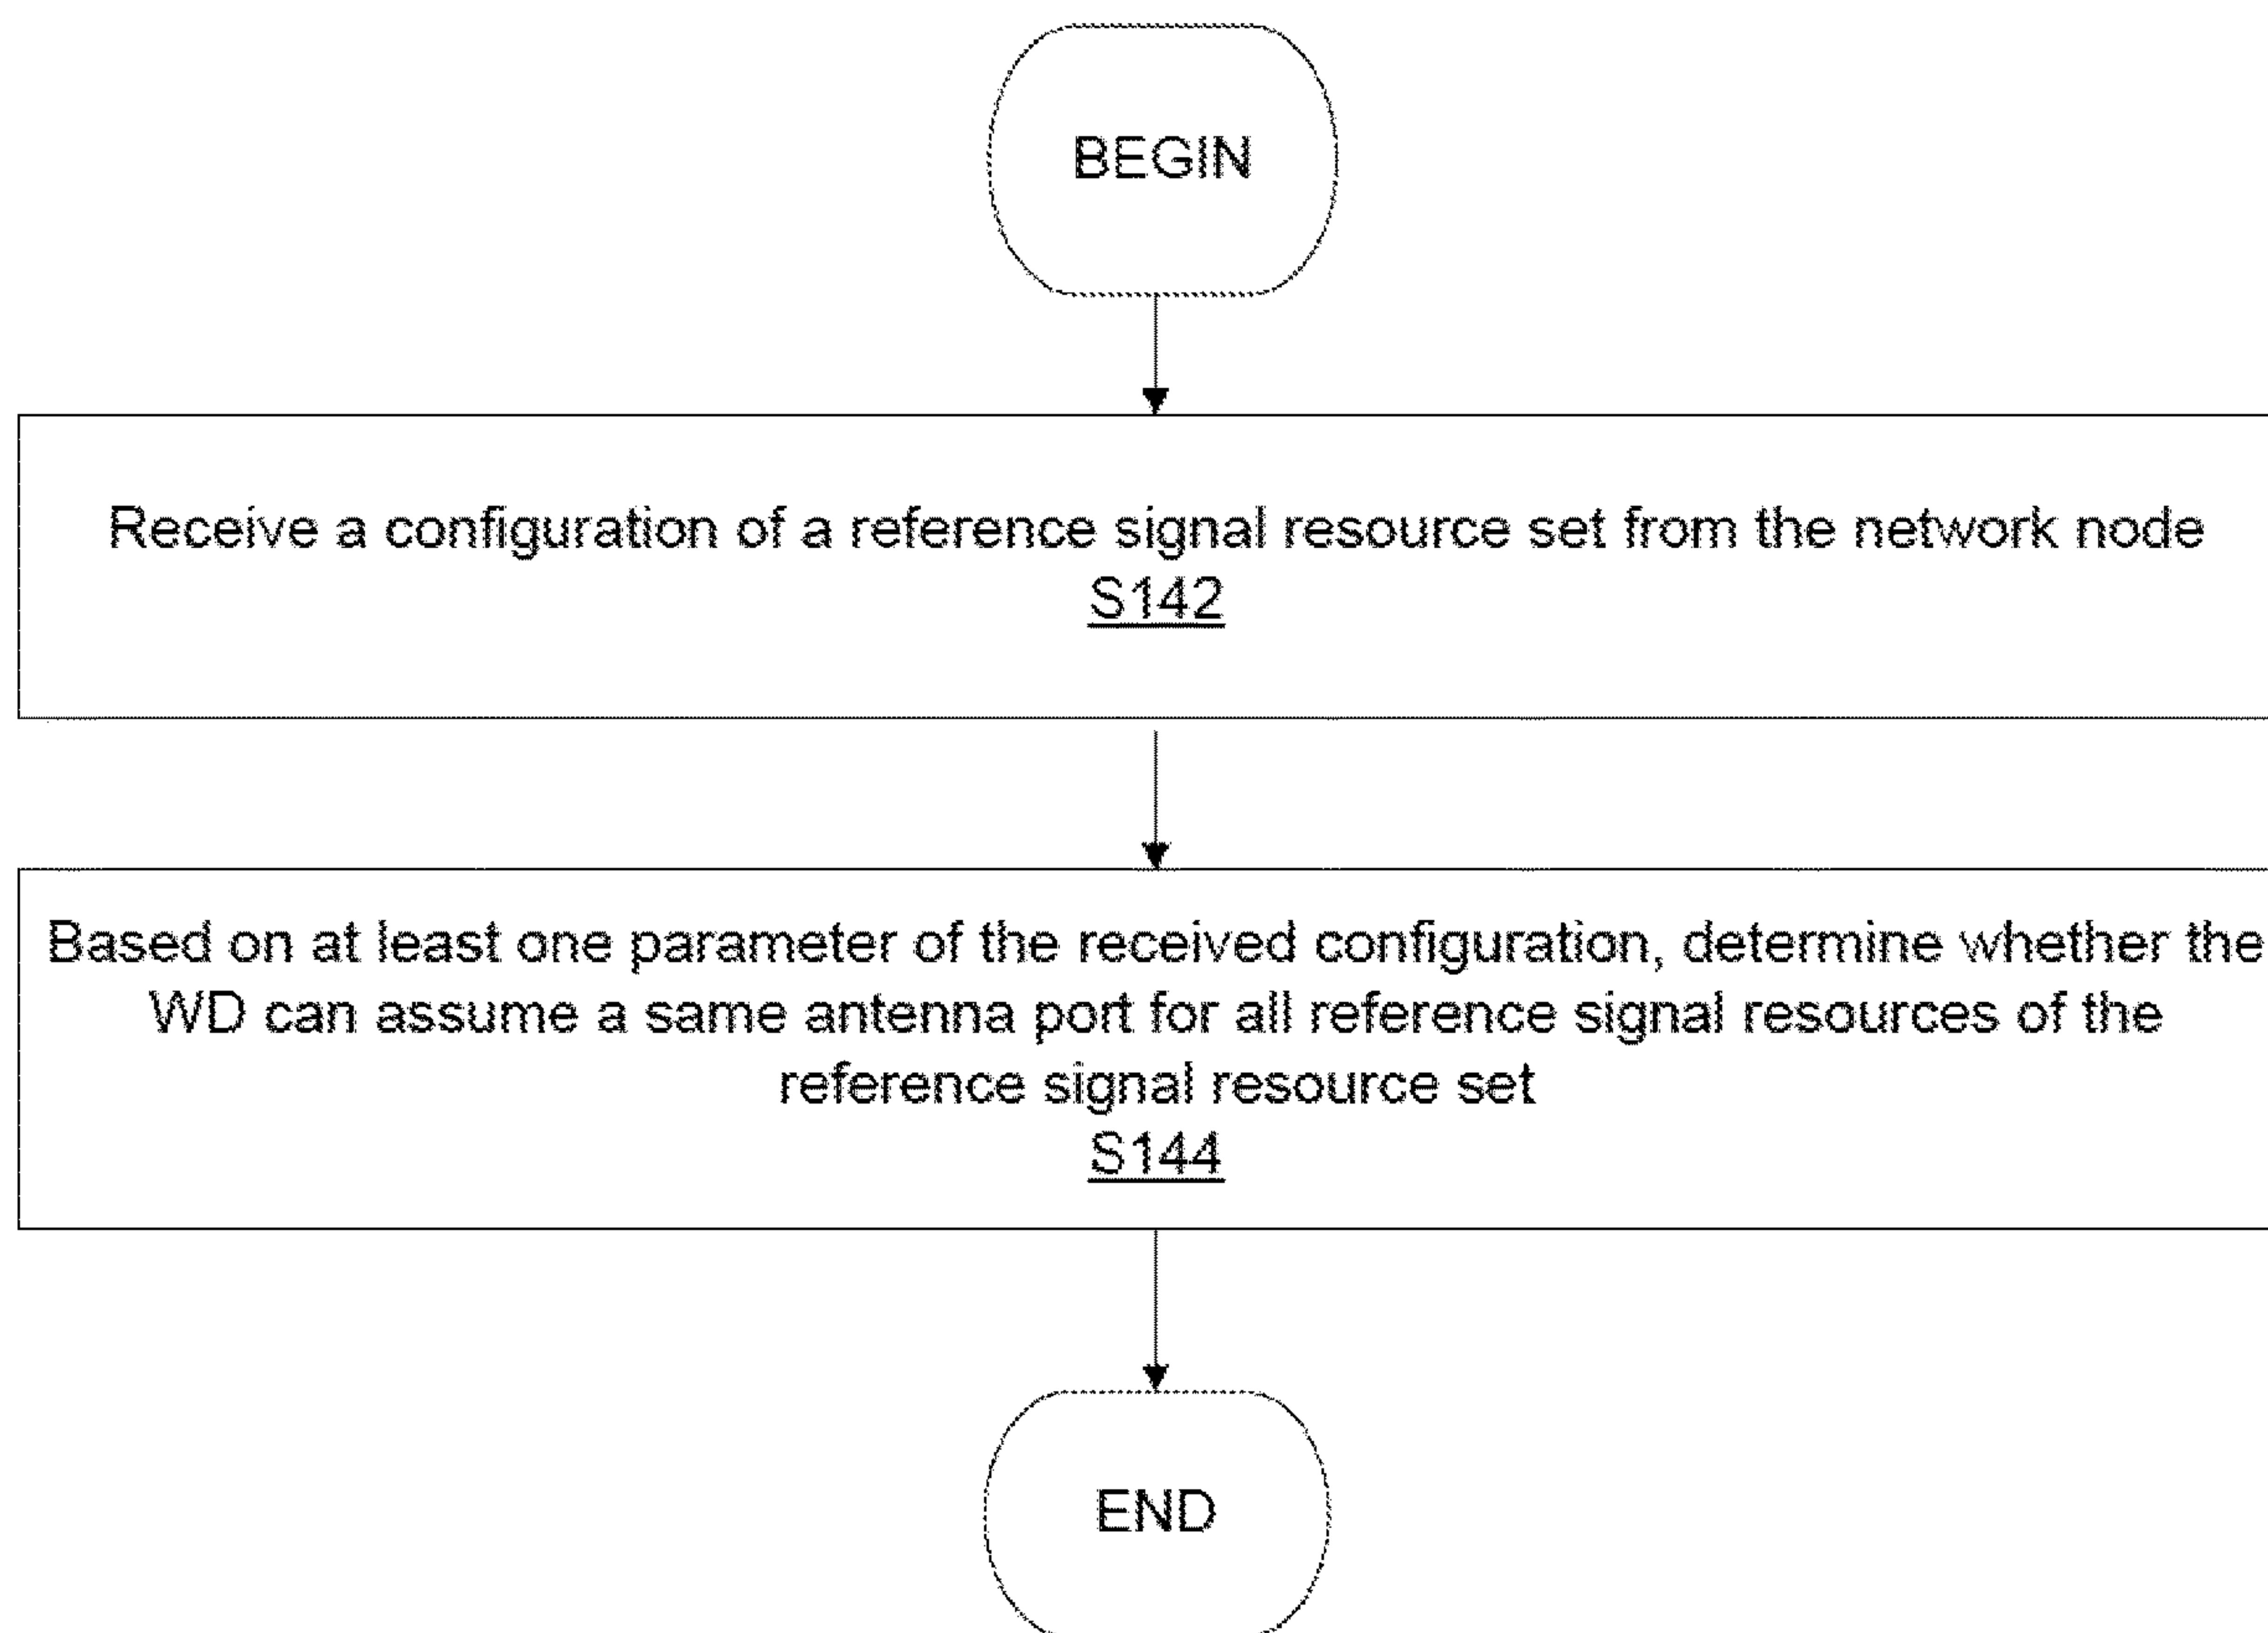 BEGIN
Receive a configuration of a reference signal resource set from the network node
S142
Based on at least one parameter of the received configuration, determine whether the
WD can assume a same antenna port for all reference signal resources of the
reference signal resource set
S144
END